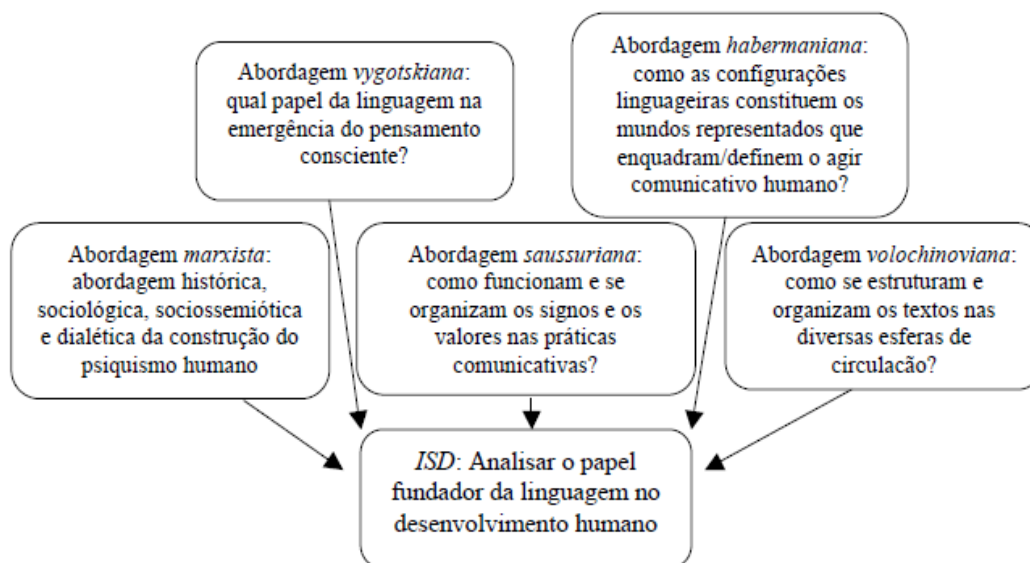 Abordagem vygotskiana:
qual papel da linguagem na
emergência do pensamento
consciente?
Abordagem habermaniana:
como as configurações
linguageiras constituem os
mundos representados que
enquadram/definem o agir
comunicativo humano?
Abordagem marxista:
abordagem histórica,
sociológica, sociossemiótica
e dialética da construção do
psiquismo humano
Abordagem saussuriana:
como funcionam e se
organizam os signos e os
valores nas práticas
comunicativas?
Abordagem volochinoviana:
como se estruturam e
organizam os textos nas
diversas esferas de
circulacão?
ISD: Analisar o papel
fundador da linguagem no
desenvolvimento humano